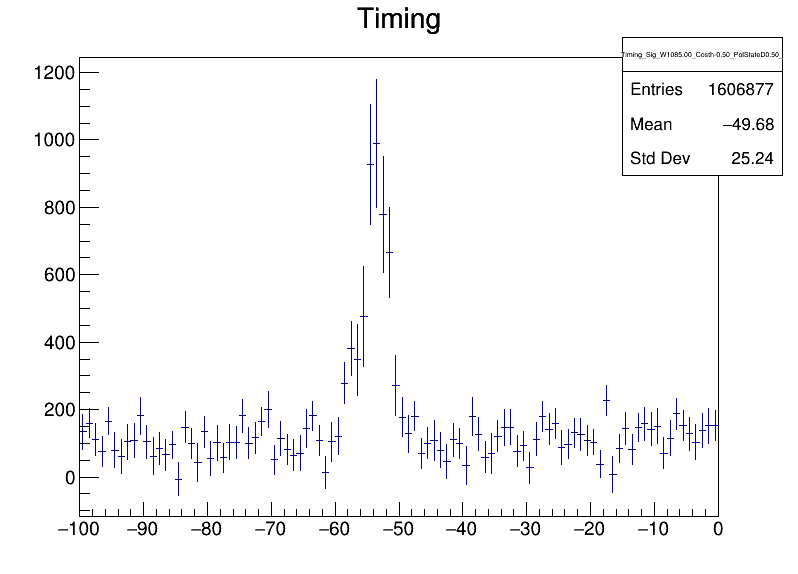 Timing
Timing_Sig_W1085.00_Costh-0.50_PolStateD0.50_
Entries 1606877
Mean −49.68
Std Dev 25.24
1200
1000
800
600
400
200
0
−100 −90 −80 −70 −60 −50 −40 −30 −20 −10 0